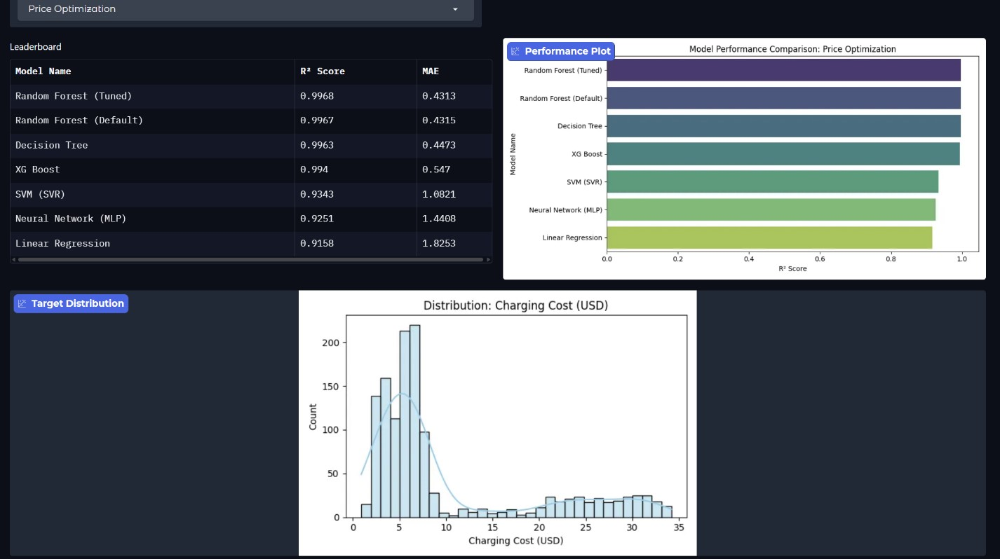 Price Optimization
Leaderboard
Model Name R² Score MAE
Random Forest (Tuned) 0.9968 0.4313
Random Forest (Default) 0.9967 0.4315
Decision Tree 0.9963 0.4473
XG Boost 0.994 0.547
SVM (SVR) 0.9343 1.0821
Neural Network (MLP) 0.9251 1.4408
Linear Regression 0.9158 1.8253
Performance Plot
Model Performance Comparison: Price Optimization
Model Name
Random Forest (Tuned)
Random Forest (Default)
Decision Tree
XG Boost
SVM (SVR)
Neural Network (MLP)
Linear Regression
0.0 0.2 0.4 0.6 0.8 1.0
R² Score
Target Distribution
Distribution: Charging Cost (USD)
Count
200
150
100
50
0
0 5 10 15 20 25 30 35
Charging Cost (USD)